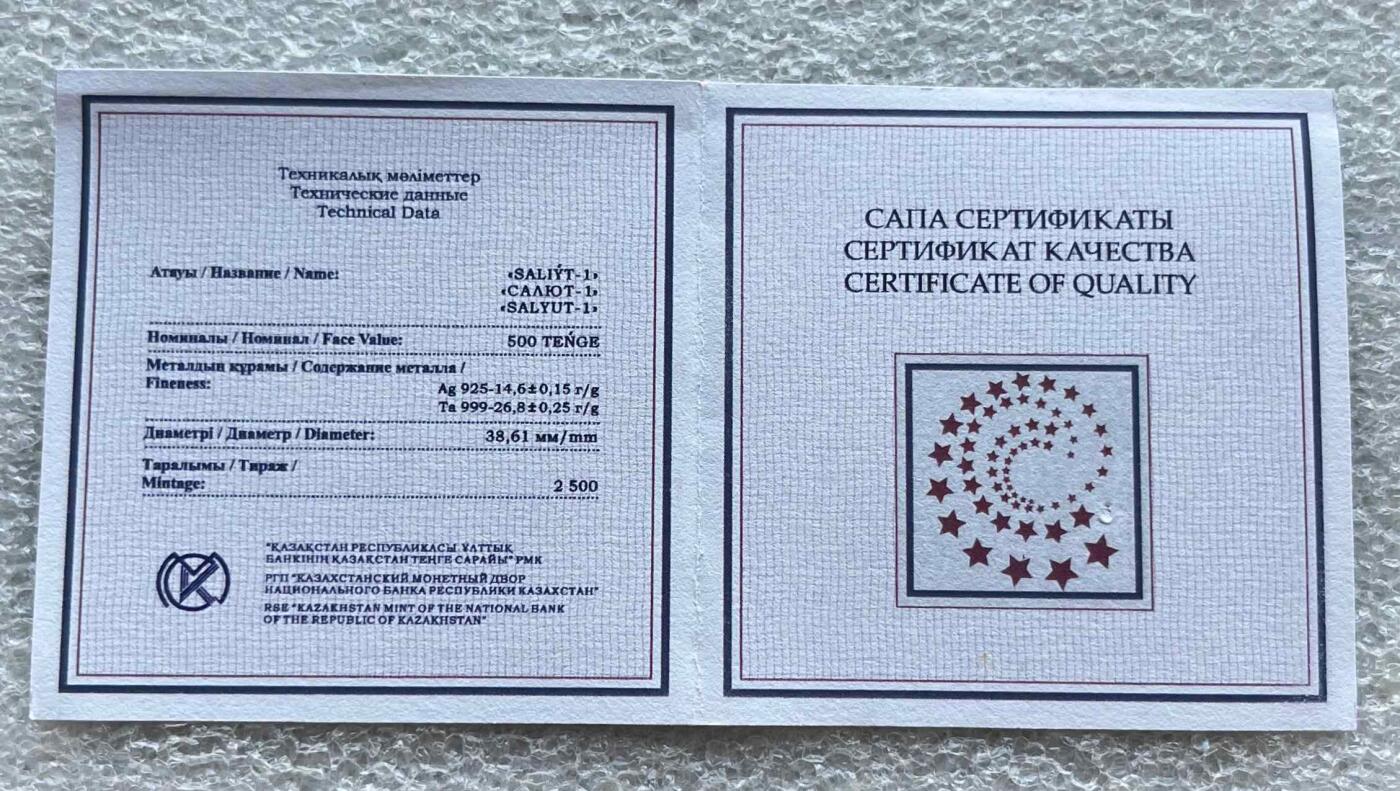 Техникалық мәліметтер
Технические данные
Technical Data
Атауы / Название / Name: «SALIÝT-1»
«САЛЮТ-1»
«SALYUT-1»
Номиналы / Номинал / Face Value: 500 TEŃGE
Металдың құрамы / Содержание металла /
Fineness:
Ag 925-14,6±0,15 г/g
Ta 999-26,8±0,25 г/g
Диаметрі / Диаметр / Diameter: 38,61 мм/mm
Таралымы / Тираж /
Mintage: 2 500
"ҚАЗАҚСТАН РЕСПУБЛИКАСЫ ҰЛТТЫҚ
БАНКІНІҢ ҚАЗАҚСТАН ТЕҢГЕ САРАЙЫ" РМК
РГП "КАЗАХСТАНСКИЙ МОНЕТНЫЙ ДВОР
НАЦИОНАЛЬНОГО БАНКА РЕСПУБЛИКИ КАЗАХСТАН"
RSE "KAZAKHSTAN MINT OF THE NATIONAL BANK
OF THE REPUBLIC OF KAZAKHSTAN"
САПА СЕРТИФИКАТЫ
СЕРТИФИКАТ КАЧЕСТВА
CERTIFICATE OF QUALITY